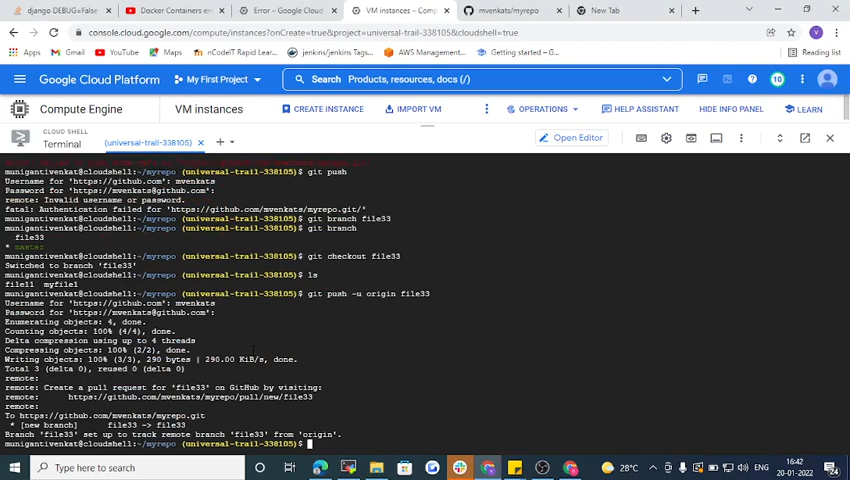 django DEBUG=False
Docker Containers en
Error – Google Cloud
VM instances – Comp
mvenkats/myrepo
New Tab
console.cloud.google.com/compute/instances?onCreate=true&project=universal-trail-338105&cloudshell=true
Apps
Gmail
YouTube
Maps
nCodeIT Rapid Lear
jenkins/jenkins Tag
AWS Management
Getting started – G
Reading list
Google Cloud Platform
My First Project
Search Products, resources, docs (/)
10
Compute Engine
VM instances
CREATE INSTANCE
IMPORT VM
OPERATIONS
HELP ASSISTANT
HIDE INFO PANEL
LEARN
CLOUD SHELL
Terminal
(universal-trail-338105)
Open Editor
munigantivenkat@cloudshell:~/myrepo (universal-trail-338105)$ git push
Username for 'https://github.com': mvenkats
Password for 'https://mvenkats@github.com':
remote: Invalid username or password.
fatal: Authentication failed for 'https://github.com/mvenkats/myrepo.git/'
munigantivenkat@cloudshell:~/myrepo (universal-trail-338105)$ git branch file33
munigantivenkat@cloudshell:~/myrepo (universal-trail-338105)$ git branch
file33
* master
munigantivenkat@cloudshell:~/myrepo (universal-trail-338105)$ git checkout file33
Switched to branch 'file33'
munigantivenkat@cloudshell:~/myrepo (universal-trail-338105)$ ls
file11 myfile1
munigantivenkat@cloudshell:~/myrepo (universal-trail-338105)$ git push -u origin file33
Username for 'https://github.com': mvenkats
Password for 'https://mvenkats@github.com':
Enumerating objects: 4, done.
Counting objects: 100% (4/4), done.
Delta compression using up to 4 threads
Compressing objects: 100% (2/2), done.
Writing objects: 100% (3/3), 290 bytes | 290.00 KiB/s, done.
Total 3 (delta 0), reused 0 (delta 0)
remote:
remote: Create a pull request for 'file33' on GitHub by visiting:
remote: https://github.com/mvenkats/myrepo/pull/new/file33
remote:
To https://github.com/mvenkats/myrepo.git
* [new branch] file33 -> file33
Branch 'file33' set up to track remote branch 'file33' from 'origin'.
munigantivenkat@cloudshell:~/myrepo (universal-trail-338105)$
Type here to search
28°C
ENG
16:42
20-01-2022
24